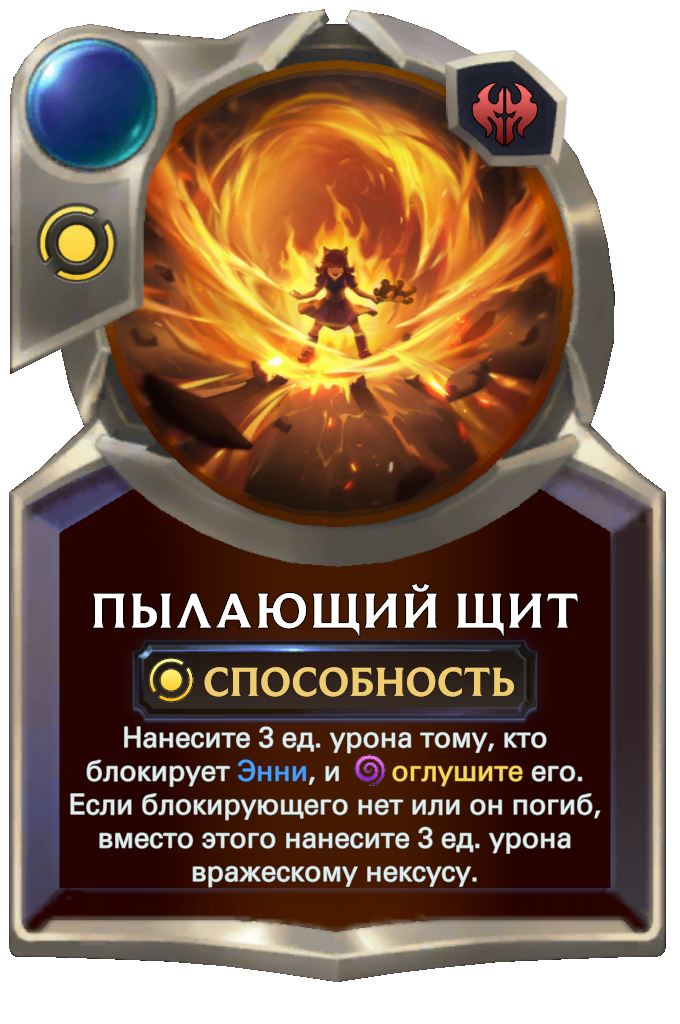 ПЫЛАЮЩИЙ ЩИТ
СПОСОБНОСТЬ
Нанесите 3 ед. урона тому, кто
блокирует Энни, и оглушите его.
Если блокирующего нет или он погиб,
вместо этого нанесите 3 ед. урона
вражескому нексусу.